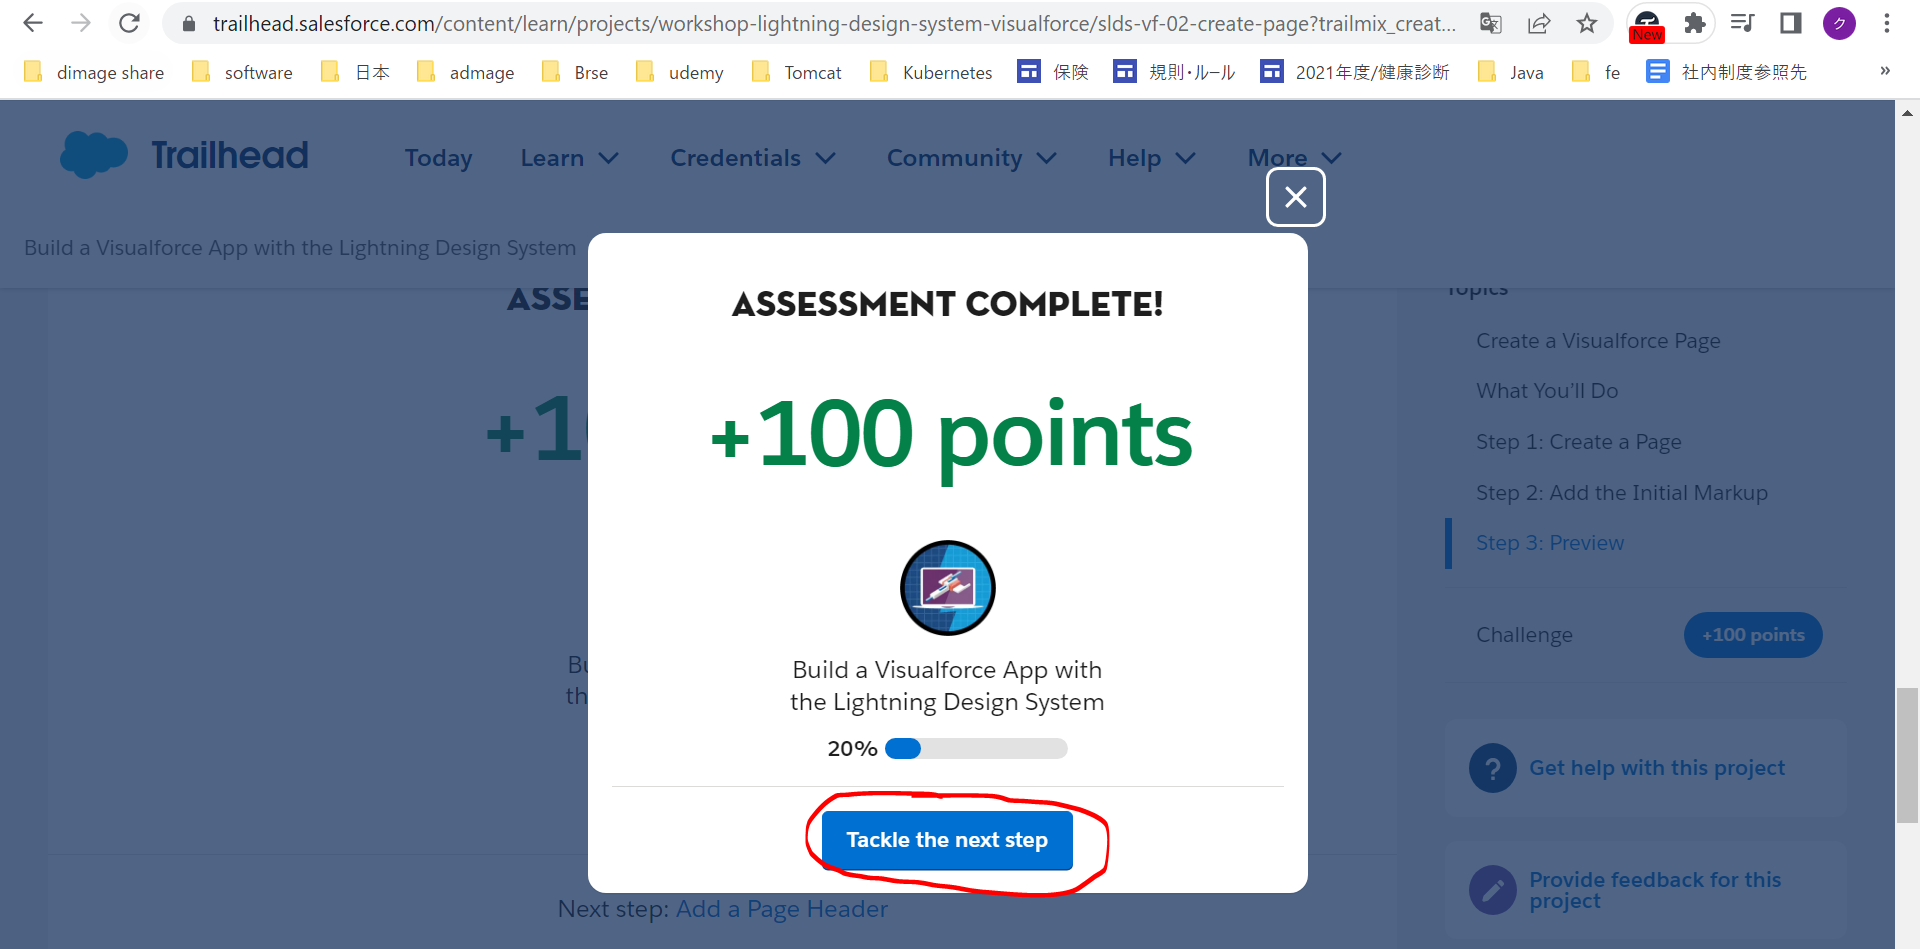 trailhead.salesforce.com/content/learn/projects/workshop-lightning-design-system-visualforce/slds-vf-02-create-page?trailmix_creat...
New
ク
dimage share software 日本 admage Brse udemy Tomcat Kubernetes 保険 規則・ルール 2021年度/健康診断 Java fe 社内制度参照先 »
Trailhead Today Learn Credentials Community Help More
Build a Visualforce App with the Lightning Design System
ASSE
ASSESSMENT COMPLETE!
+10
+100 points
Build a Visualforce App with
the Lightning Design System
20%
Tackle the next step
Bu
th
Next step: Add a Page Header
Topics
Create a Visualforce Page
What You’ll Do
Step 1: Create a Page
Step 2: Add the Initial Markup
Step 3: Preview
Challenge +100 points
? Get help with this project
Provide feedback for this
project